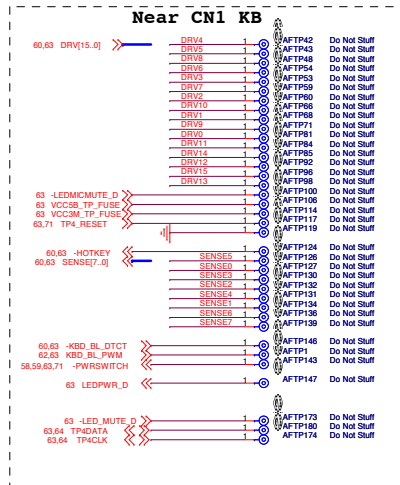 Near CN1 KB
60,63 DRV[15..0] DRV4 1 AFTP42 Do Not Stuff
DRV5 1 AFTP43 Do Not Stuff
DRV8 1 AFTP48 Do Not Stuff
DRV6 1 AFTP54 Do Not Stuff
DRV3 1 AFTP53 Do Not Stuff
DRV7 1 AFTP59 Do Not Stuff
DRV2 1 AFTP60 Do Not Stuff
DRV10 1 AFTP66 Do Not Stuff
DRV1 1 AFTP68 Do Not Stuff
DRV9 1 AFTP71 Do Not Stuff
DRV0 1 AFTP81 Do Not Stuff
DRV11 1 AFTP84 Do Not Stuff
DRV14 1 AFTP85 Do Not Stuff
DRV12 1 AFTP92 Do Not Stuff
DRV15 1 AFTP96 Do Not Stuff
DRV13 1 AFTP98 Do Not Stuff
63 -LEDMICMUTE_D 1 AFTP100 Do Not Stuff
63 VCC5B_TP_FUSE 1 AFTP106 Do Not Stuff
63 VCC3M_TP_FUSE 1 AFTP114 Do Not Stuff
63,71 TP4_RESET 1 AFTP117 Do Not Stuff
1 AFTP119 Do Not Stuff
60,63 -HOTKEY 1 AFTP124 Do Not Stuff
60,63 SENSE[7..0] SENSE5 1 AFTP126 Do Not Stuff
SENSE0 1 AFTP127 Do Not Stuff
SENSE3 1 AFTP130 Do Not Stuff
SENSE2 1 AFTP132 Do Not Stuff
SENSE4 1 AFTP131 Do Not Stuff
SENSE1 1 AFTP134 Do Not Stuff
SENSE6 1 AFTP136 Do Not Stuff
SENSE7 1 AFTP139 Do Not Stuff
60,63 -KBD_BL_DTCT 1 AFTP146 Do Not Stuff
62,63 KBD_BL_PWM 1 AFTP1 Do Not Stuff
58,59,63,71 -PWRSWITCH 1 AFTP143 Do Not Stuff
63 LEDPWR_D 1 AFTP147 Do Not Stuff
63 -LED_MUTE_D 1 AFTP173 Do Not Stuff
63,64 TP4DATA 1 AFTP180 Do Not Stuff
63,64 TP4CLK 1 AFTP174 Do Not Stuff